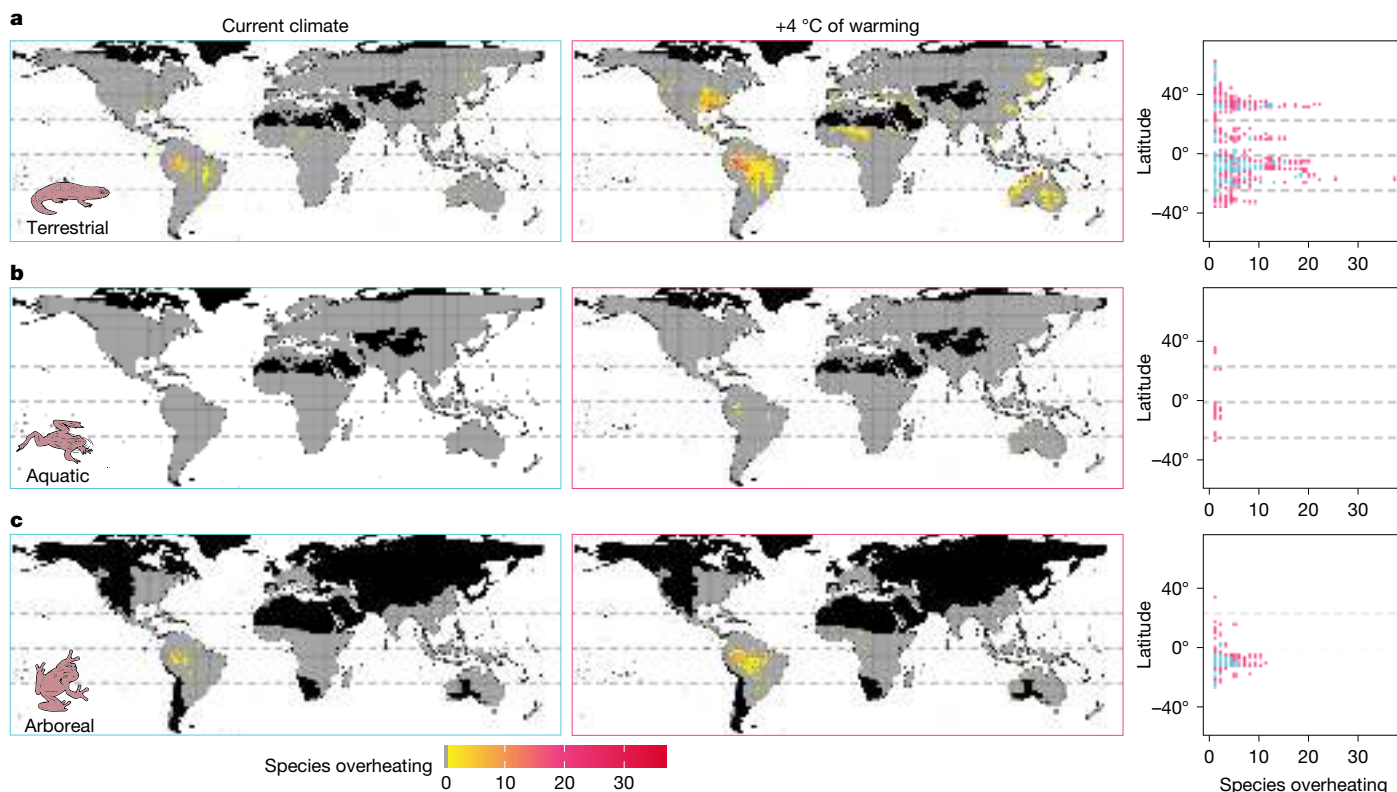 a
Current climate
+4 °C of warming
Terrestrial
40°
0°
−40°
Latitude
0 10 20 30
b
Aquatic
40°
0°
−40°
Latitude
0 10 20 30
c
Arboreal
40°
0°
−40°
Latitude
0 10 20 30
Species overheating
Species overheating
0 10 20 30